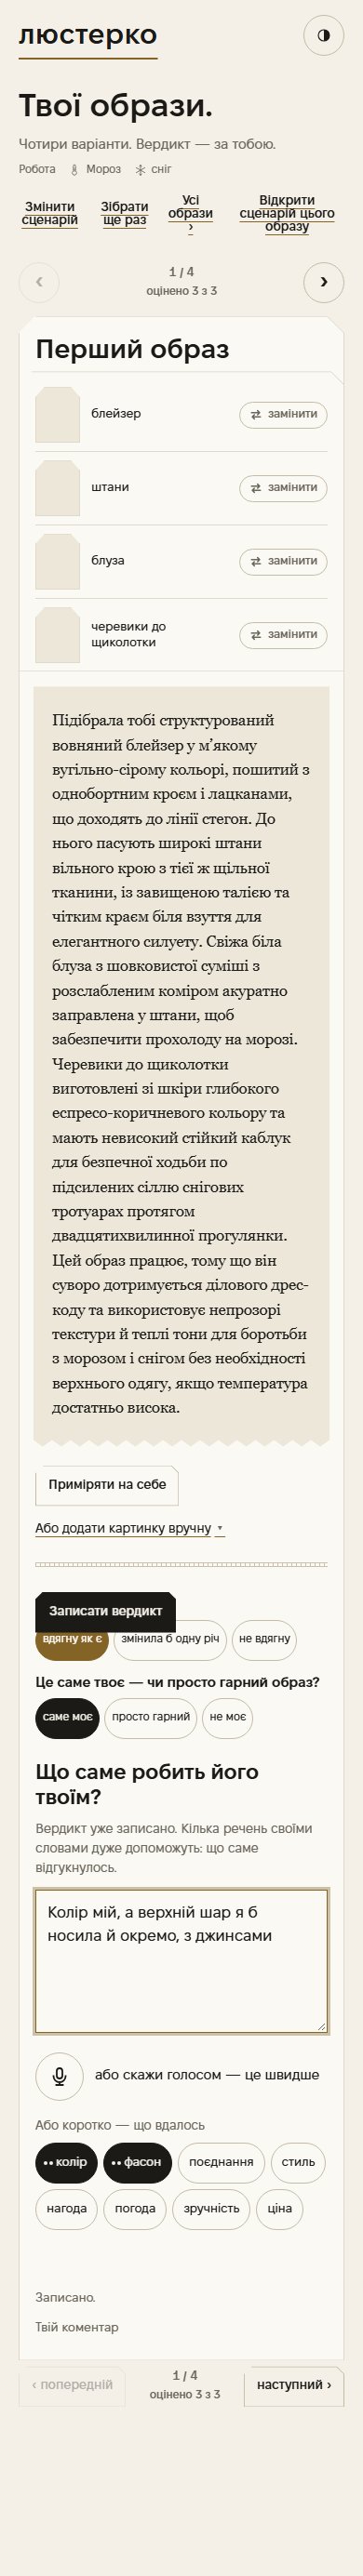 люстерко
Твої образи.
Чотири варіанти. Вердикт — за тобою.
Робота Мороз сніг
Змінити
сценарій
Зібрати
ще раз
Усі
образи
›
Відкрити
сценарій цього
образу
‹
1 / 4
оцінено 3 з 3
›
Перший образ
блейзер
⇄ замінити
штани
⇄ замінити
блуза
⇄ замінити
черевики до
щиколотки
⇄ замінити
Підібрала тобі структурований
вовняний блейзер у м’якому
вугільно-сірому кольорі, пошитий з
однобортним кроєм і лацканами,
що доходять до лінії стегон. До
нього пасують широкі штани
вільного крою з тієї ж щільної
тканини, із завищеною талією та
чітким краєм біля взуття для
елегантного силуету. Свіжа біла
блуза з шовковистої суміші з
розслабленим коміром акуратно
заправлена у штани, щоб
забезпечити прохолоду на морозі.
Черевики до щиколотки
виготовлені зі шкіри глибокого
еспресо-коричневого кольору та
мають невисокий стійкий каблук
для безпечної ходьби по
підсилених сіллю снігових
тротуарах протягом
двадцятихвилинної прогулянки.
Цей образ працює, тому що він
суворо дотримується ділового дрес-
коду та використовує непрозорі
текстури й теплі тони для боротьби
з морозом і снігом без необхідності
верхнього одягу, якщо температура
достатньо висока.
Приміряти на себе
Або додати картинку вручну ▾
Записати вердикт
вдягну як є змінила б одну річ не вдягну
Це саме твоє — чи просто гарний образ?
саме моє просто гарний не моє
Що саме робить його
твоїм?
Вердикт уже записано. Кілька речень своїми
словами дуже допоможуть: що саме
відгукнулось.
Колір мій, а верхній шар я б
носила й окремо, з джинсами
або скажи голосом — це швидше
Або коротко — що вдалось
•• колір •• фасон поєднання стиль
нагода погода зручність ціна
Записано.
Твій коментар
‹ попередній
1 / 4
оцінено 3 з 3
наступний ›